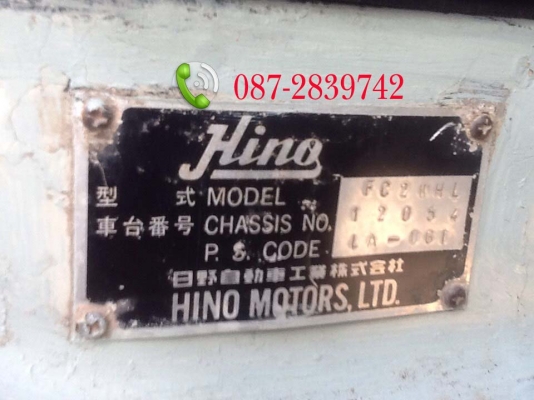 087-2839742
Hino
型 式 MODEL
車台番号 CHASSIS NO. 12054
P. S. CODE
日野自動車工業株式会社
HINO MOTORS, LTD.